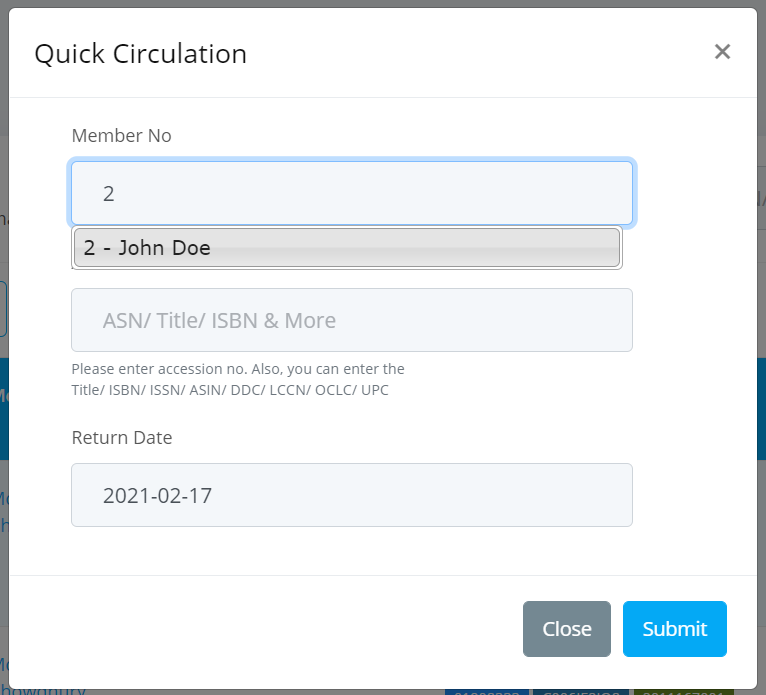 Quick Circulation
×
Member No
2
2 - John Doe
ASN/ Title/ ISBN & More
Please enter accession no. Also, you can enter the
Title/ ISBN/ ISSN/ ASIN/ DDC/ LCCN/ OCLC/ UPC
Return Date
2021-02-17
Close
Submit